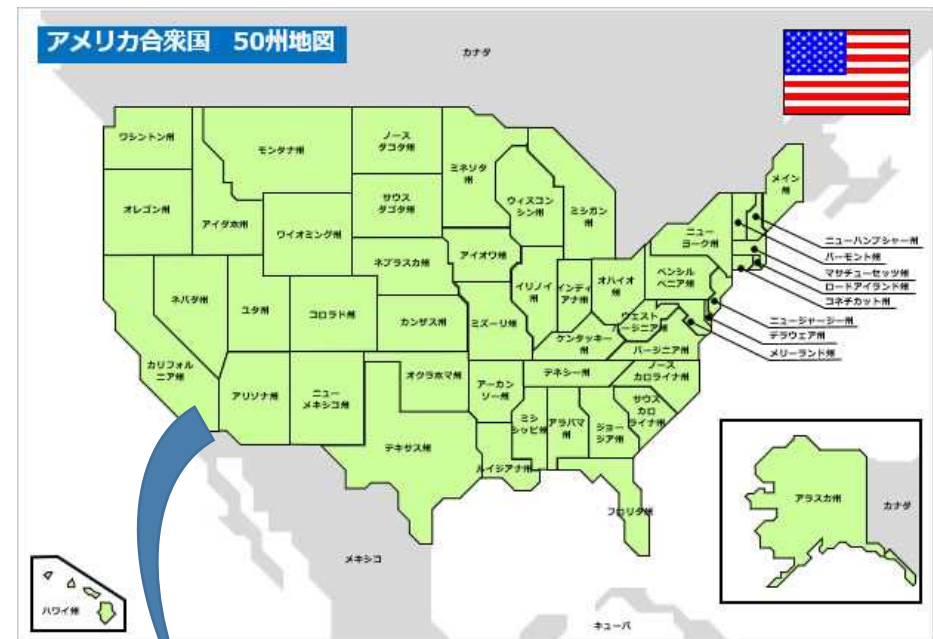 アメリカ合衆国 50州地図
カナダ
ワシントン州
モンタナ州
ノース
ダコタ州
ミネソタ
州
メイン
州
オレゴン州
アイダホ州
サウス
ダコタ州
ウィスコン
シン州
ミシガン
州
ワイオミング州
ニュー
ヨーク州
ニューハンプシャー州
バーモント州
マサチューセッツ州
ロードアイランド州
コネチカット州
ネバダ州
ユタ州
コロラド州
ネブラスカ州
アイオワ州
イリノイ
州
インディ
アナ州
オハイオ
州
ペンシル
ベニア州
ニュージャージー州
デラウェア州
メリーランド州
カンザス州
ミズーリ州
ウェスト
バージニア州
ケンタッキー
州
バージニア州
カリフォル
ニア州
アリゾナ州
ニュー
メキシコ州
オクラホマ州
アーカン
ソー州
テネシー州
ノース
カロライナ州
サウス
カロ
ライナ州
テキサス州
ミシ
シッピ州
アラバマ
州
ジョー
ジア州
ルイジアナ州
フロリダ州
アラスカ州
カナダ
メキシコ
ハワイ州
キューバ